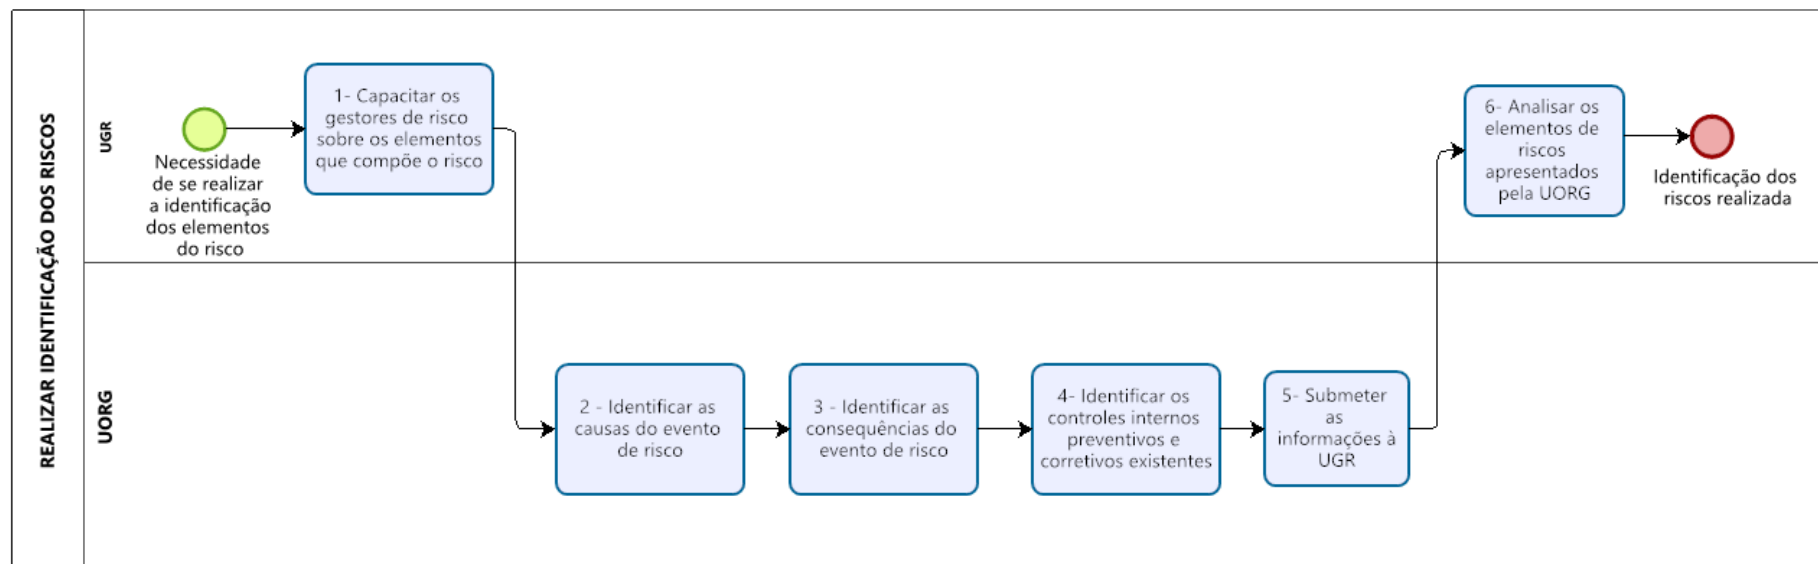 REALIZAR IDENTIFICAÇÃO DOS RISCOS
UGR
Necessidade
de se realizar
a identificação
dos elementos
do risco
1- Capacitar os
gestores de risco
sobre os elementos
que compõe o risco
6- Analisar os
elementos de
riscos
apresentados
pela UORG
Identificação dos
riscos realizada
UORG
2 - Identificar as
causas do evento
de risco
3 - Identificar as
consequências do
evento de risco
4- Identificar os
controles internos
preventivos e
corretivos existentes
5- Submeter
as
informações à
UGR